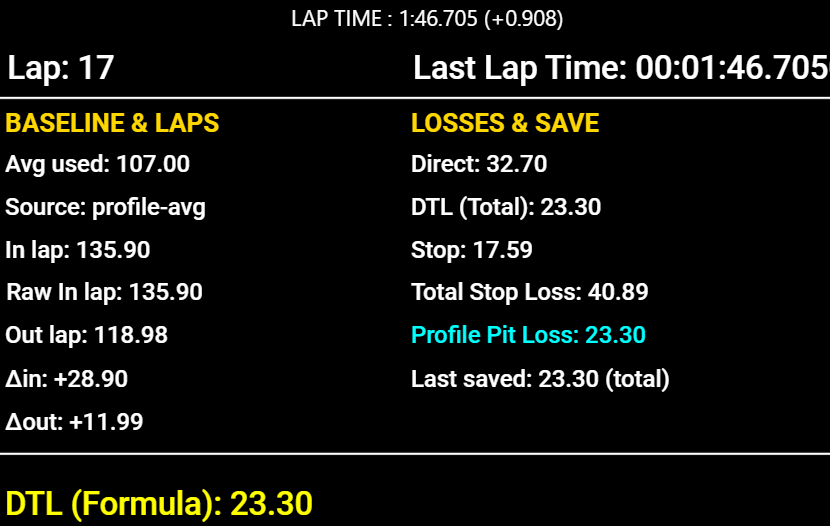 LAP TIME : 1:46.705 (+0.908)
Lap: 17
Last Lap Time: 00:01:46.705
BASELINE & LAPS
Avg used: 107.00
Source: profile-avg
In lap: 135.90
Raw In lap: 135.90
Out lap: 118.98
Δin: +28.90
Δout: +11.99
LOSSES & SAVE
Direct: 32.70
DTL (Total): 23.30
Stop: 17.59
Total Stop Loss: 40.89
Profile Pit Loss: 23.30
Last saved: 23.30 (total)
DTL (Formula): 23.30